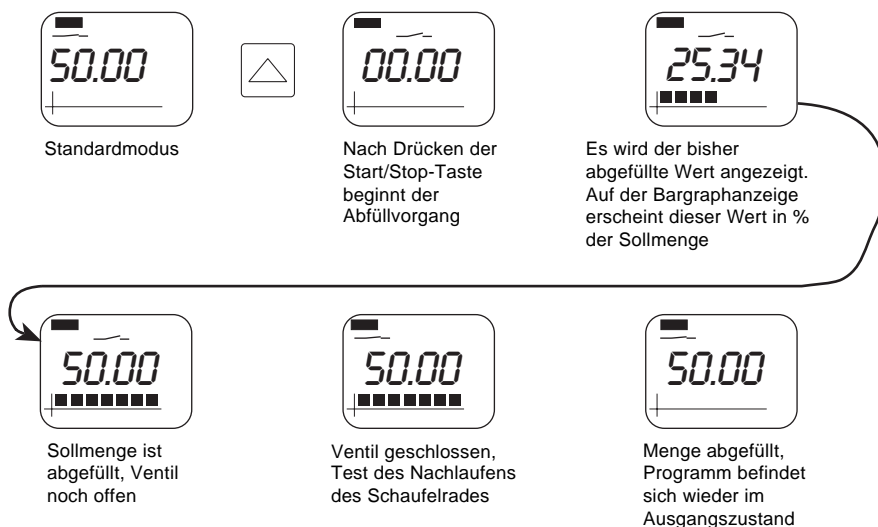 50.00
00.00
25.34
Standardmodus
Nach Drücken der
Start/Stop-Taste
beginnt der
Abfüllvorgang
Es wird der bisher
abgefüllte Wert angezeigt.
Auf der Bargraphanzeige
erscheint dieser Wert in %
der Sollmenge
50.00
50.00
50.00
Sollmenge ist
abgefüllt, Ventil
noch offen
Ventil geschlossen,
Test des Nachlaufens
des Schaufelrades
Menge abgefüllt,
Programm befindet
sich wieder im
Ausgangszustand